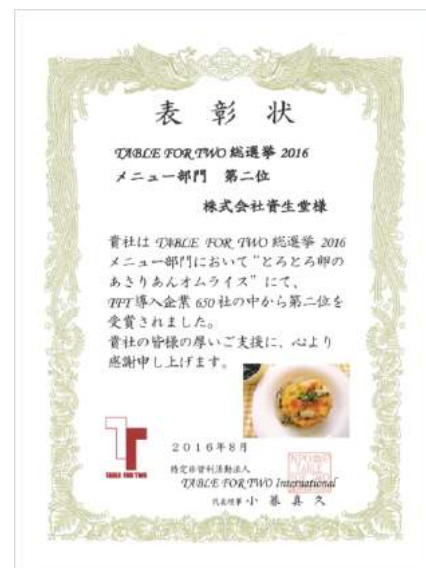 表彰状
TABLE FOR TWO 総選挙 2016
メニュー部門 第二位
株式会社資生堂様
貴社は TABLE FOR TWO 総選挙 2016
メニュー部門において“とろとろ卵の
あさりあんオムライス”にて、
TFT導入企業 650 社の中から第二位を
受賞されました。
貴社の皆様の厚いご支援に、心より
感謝申し上げます。
TABLE FOR TWO
2016年8月
特定非営利活動法人
TABLE FOR TWO International
代表理事 小暮真久